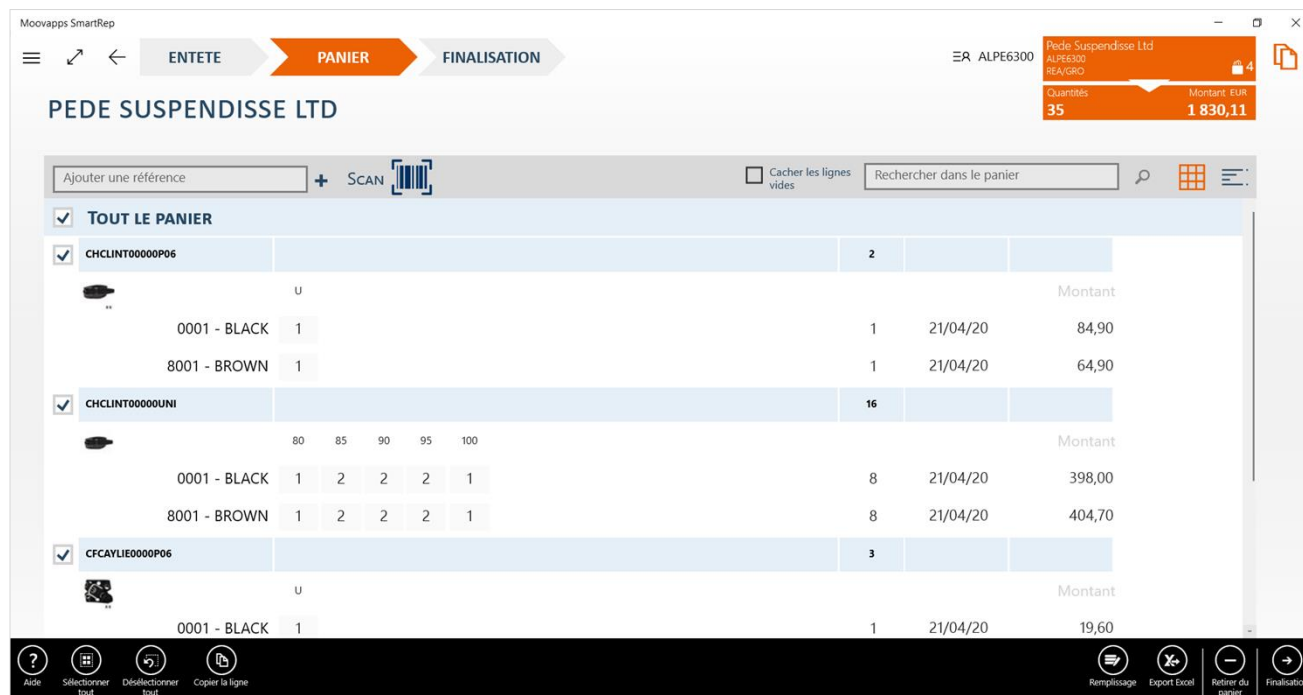 Moovapps SmartRep
ENTETE PANIER FINALISATION
ALPE6300
Pede Suspendisse Ltd
ALPE6300
REA/GRO
4
Quantités Montant EUR
35 1 830,11
PEDE SUSPENDISSE LTD
Ajouter une référence + SCAN
Cacher les lignes
vides
Rechercher dans le panier
TOUT LE PANIER
CHCLINT00000P06 2
U Montant
0001 - BLACK 1 1 21/04/20 84,90
8001 - BROWN 1 1 21/04/20 64,90
CHCLINT00000UNI 16
80 85 90 95 100 Montant
0001 - BLACK 1 2 2 2 1 8 21/04/20 398,00
8001 - BROWN 1 2 2 2 1 8 21/04/20 404,70
CFCAYLIE0000P06 3
U Montant
0001 - BLACK 1 1 21/04/20 19,60
Aide
Sélectionner
tout
Désélectionner
tout
Copier la ligne
Remplissage
Export Excel
Retirer du
panier
Finalisatio